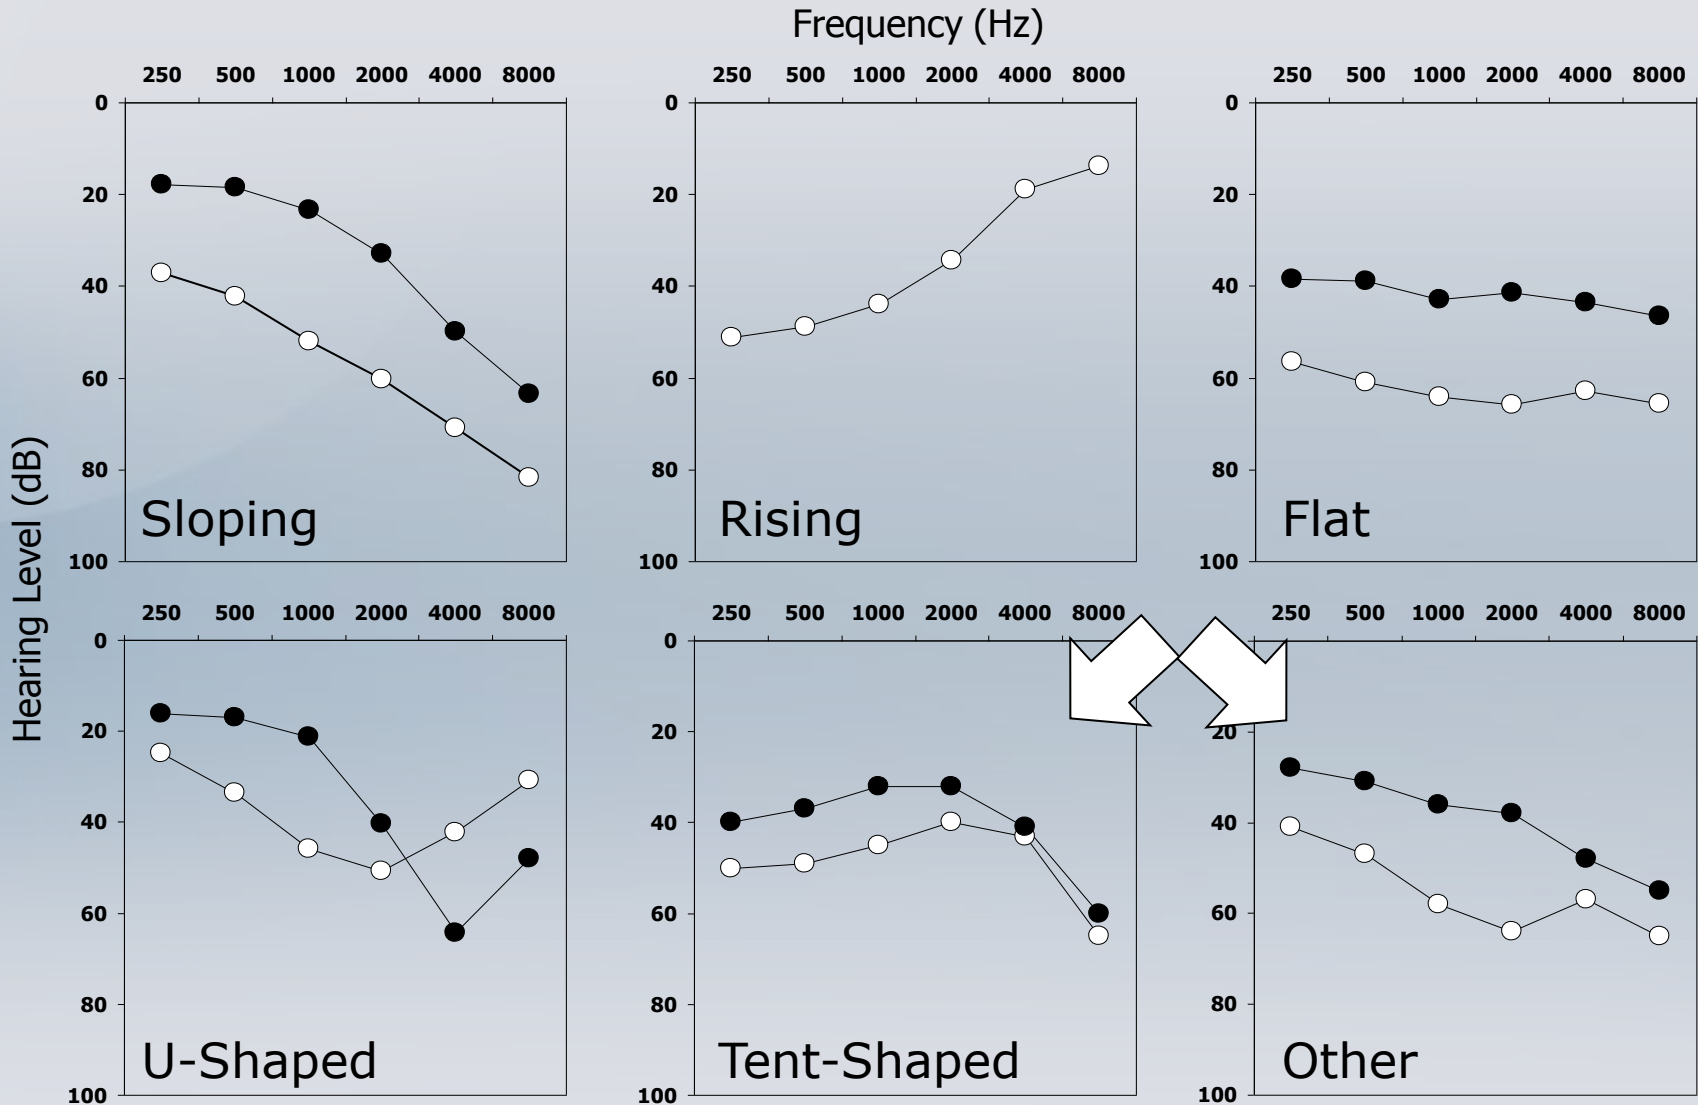 Frequency (Hz)
250 500 1000 2000 4000 8000
250 500 1000 2000 4000 8000
250 500 1000 2000 4000 8000
0 0 0
20 20 20
40 40 40
60 60 60
80 80 80
Sloping Rising Flat
100 100 100
Hearing Level (dB)
250 500 1000 2000 4000 8000
250 500 1000 2000 4000 8000
250 500 1000 2000 4000 8000
0 0
20 20 20
40 40 40
60 60 60
80 80 80
U-Shaped Tent-Shaped Other
100 100 100